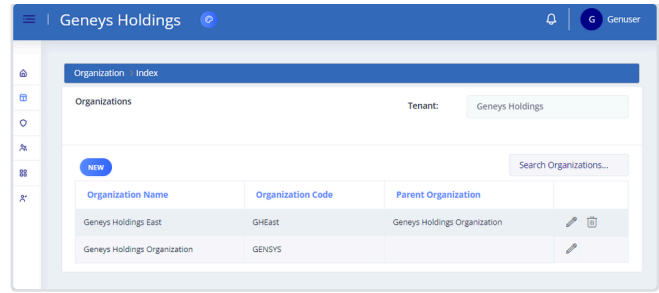 Geneys Holdings
G Genuser
Organization > Index
Organizations
Tenant: Geneys Holdings
NEW
Search Organizations...
Organization Name Organization Code Parent Organization
Geneys Holdings East GHEast Geneys Holdings Organization
Geneys Holdings Organization GENSYS